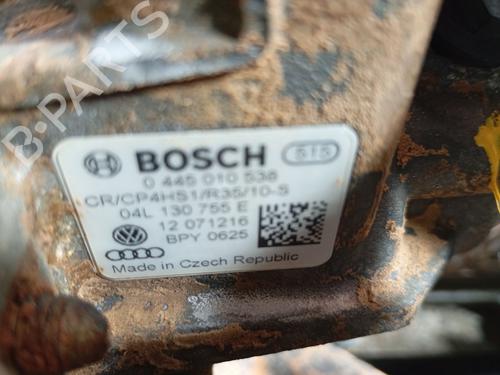 B-PARTS
BOSCH 515
0 445 010 538
CR/CP4HS1/R35/10-S
04L 130 755 E
12 071216
BPY 0625
Made in Czech Republic